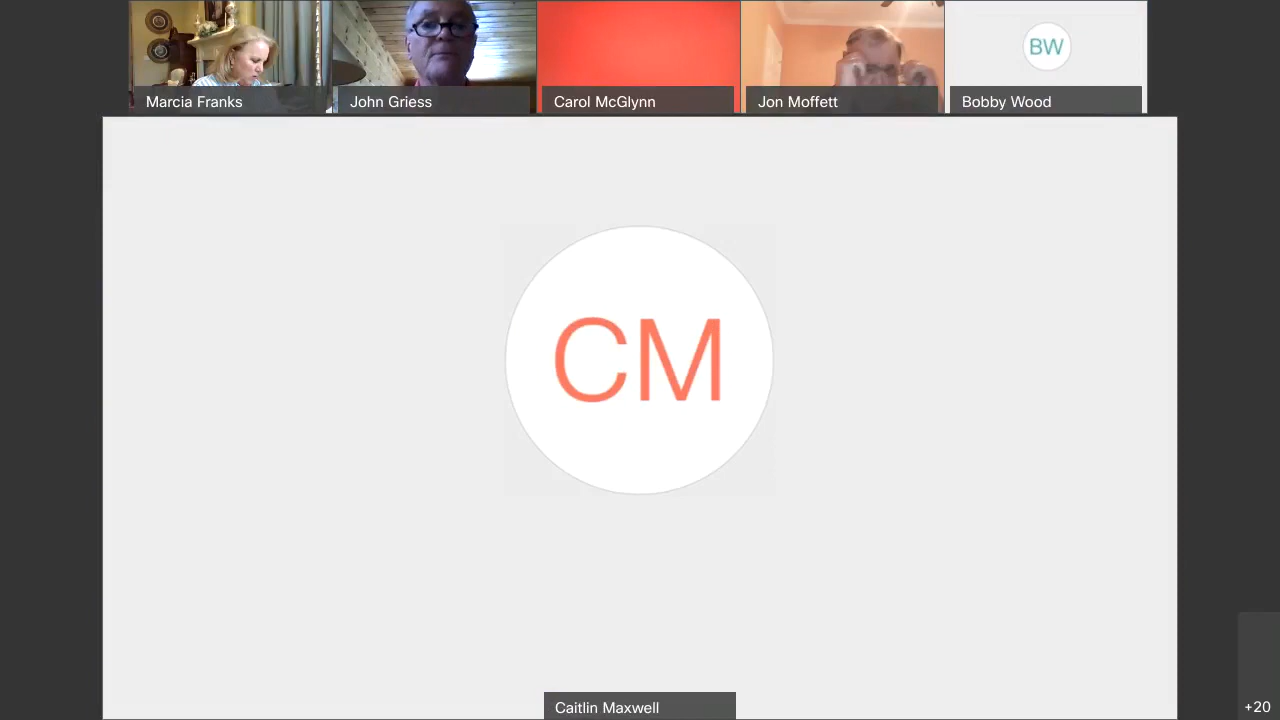 Marcia Franks
John Griess
Carol McGlynn
Jon Moffett
BW
Bobby Wood
CM
Caitlin Maxwell
+20